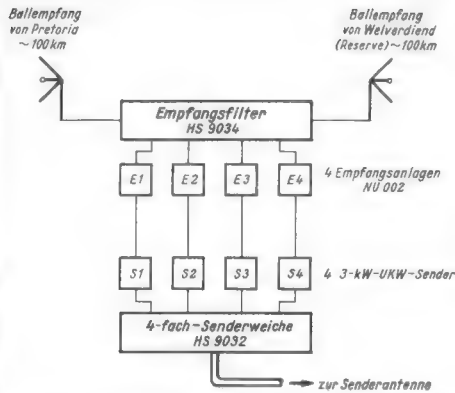 Ballempfang
von Pretoria
~100km
Ballempfang
von Welverdiend
(Reserve)~100km
Empfangsfilter
HS 9034
E1
E2
E3
E4
4 Empfangsanlagen
NU 002
S1
S2
S3
S4
4 3-kW-UKW-Sender
4-fach-Senderweiche
HS 9032
zur Senderantenne